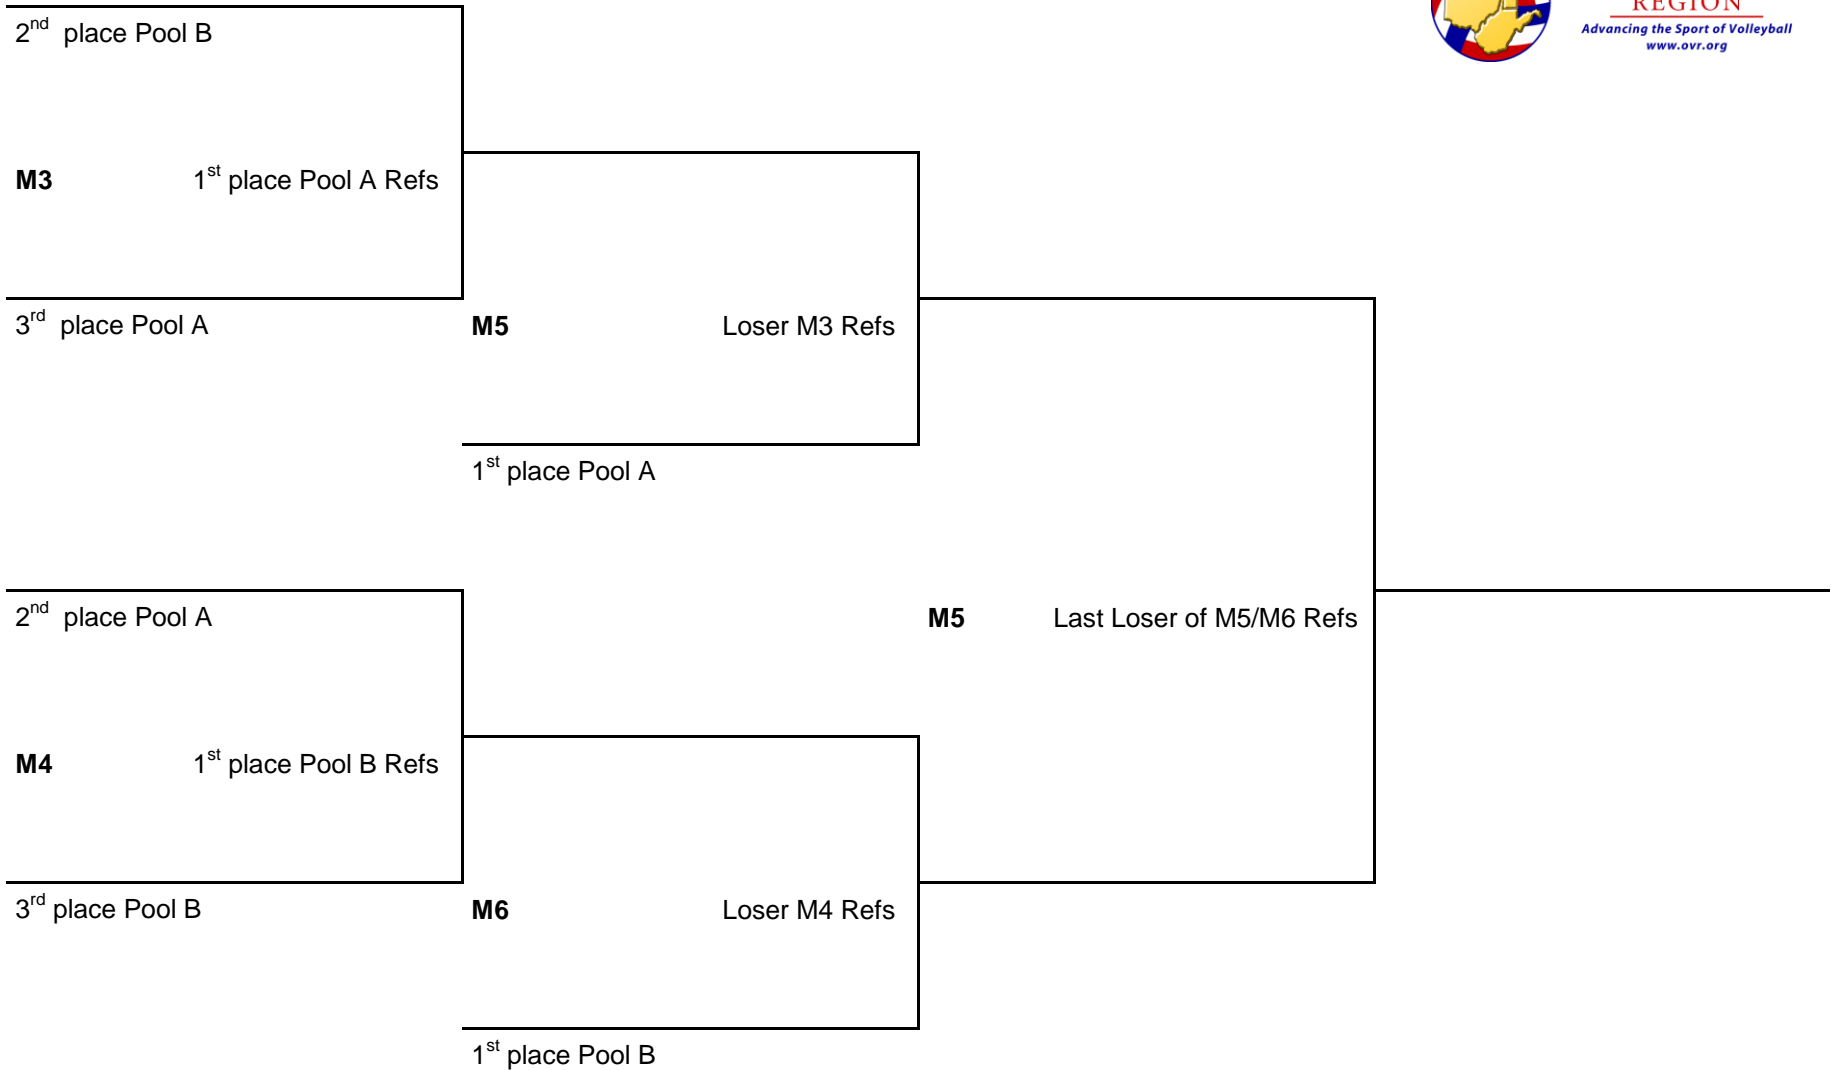 REGION
Advancing the Sport of Volleyball
www.ovr.org
2nd place Pool B
M3 1st place Pool A Refs
3rd place Pool A
M5 Loser M3 Refs
1st place Pool A
2nd place Pool A
M5 Last Loser of M5/M6 Refs
M4 1st place Pool B Refs
3rd place Pool B
M6 Loser M4 Refs
1st place Pool B